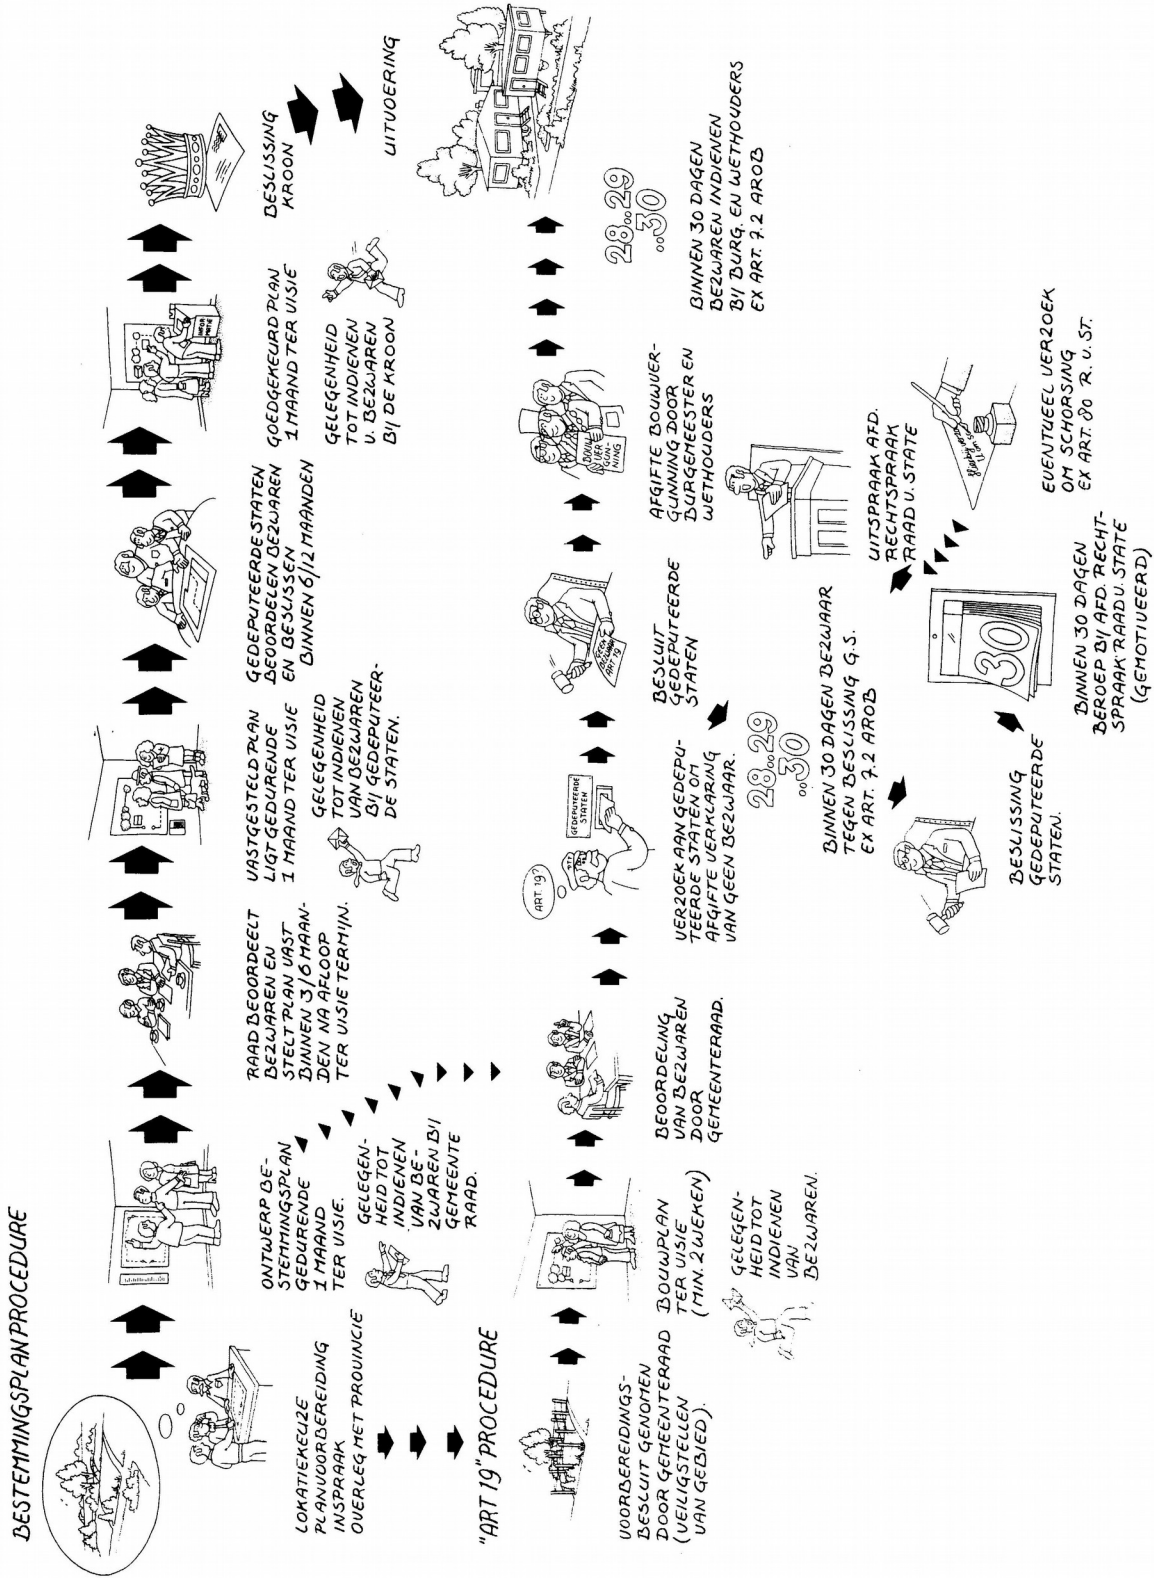 BESTEMMINGSPLANPROCEDURE
LOKATIEKEUZE
PLANVOORBEREIDING
INSPRAAK
OVERLEG MET PROVINCIE
ONTWERP BE-
STEMMINGSPLAN
GEDURENDE
1 MAAND
TER VISIE.
GELEGEN-
HEID TOT
INDIENEN
VAN BE-
ZWAREN BIJ
GEMEENTE
RAAD.
RAAD BEOORDEELT
BEZWAREN EN
STELT PLAN VAST
BINNEN 3/6 MAAN-
DEN NA AFLOOP
TER VISIE TERMIJN.
VASTGESTELD PLAN
LIGT GEDURENDE
1 MAAND TER VISIE
GELEGENHEID
TOT INDIENEN
VAN BEZWAREN
BIJ GEDEPUTEER-
DE STATEN.
GEDEPUTEERDE STATEN
BEOORDELEN BEZWAREN
EN BESLISSEN
BINNEN 6/12 MAANDEN
INFOR
MATIE
GOEDGEKEURD PLAN
1 MAAND TER VISIE
GELEGENHEID
TOT INDIENEN
V. BEZWAREN
BIJ DE KROON
BESLISSING
KROON
UITVOERING
"ART 19" PROCEDURE
VOORBEREIDINGS-
BESLUIT GENOMEN
DOOR GEMEENTERAAD
(VEILIGSTELLEN
VAN GEBIED).
BOUWPLAN
TER VISIE
(MIN. 2 WEKEN)
GELEGEN-
HEID TOT
INDIENEN
VAN
BEZWAREN.
BEOORDELING
VAN BEZWAREN
DOOR
GEMEENTERAAD.
ART. 19?
GEDEPUTEERDE
STATEN
VERZOEK AAN GEDEPU-
TEERDE STATEN OM
AFGIFTE VERKLARING
VAN GEEN BEZWAAR.
GEEN
BEZWAAR
ART 19
BESLUIT
GEDEPUTEERDE
STATEN
BOUW
VER
GUNNING
AFGIFTE BOUWVER-
GUNNING DOOR
BURGEMEESTER EN
WETHOUDERS
28..29
..30
BINNEN 30 DAGEN
BEZWAREN INDIENEN
BIJ BURG. EN WETHOUDERS
EX ART. 7.2 AROB
28..29
..30
BINNEN 30 DAGEN BEZWAAR
TEGEN BESLISSING G.S.
EX ART. 7.2 AROB
BESLISSING
GEDEPUTEERDE
STATEN.
30
BINNEN 30 DAGEN
BEROEP BIJ AFD. RECHT-
SPRAAK RAAD V. STATE
(GEMOTIVEERD)
UITSPRAAK AFD.
RECHTSPRAAK
RAAD V. STATE
EVENTUEEL VERZOEK
OM SCHORSING
EX ART. 80 R. V. ST.